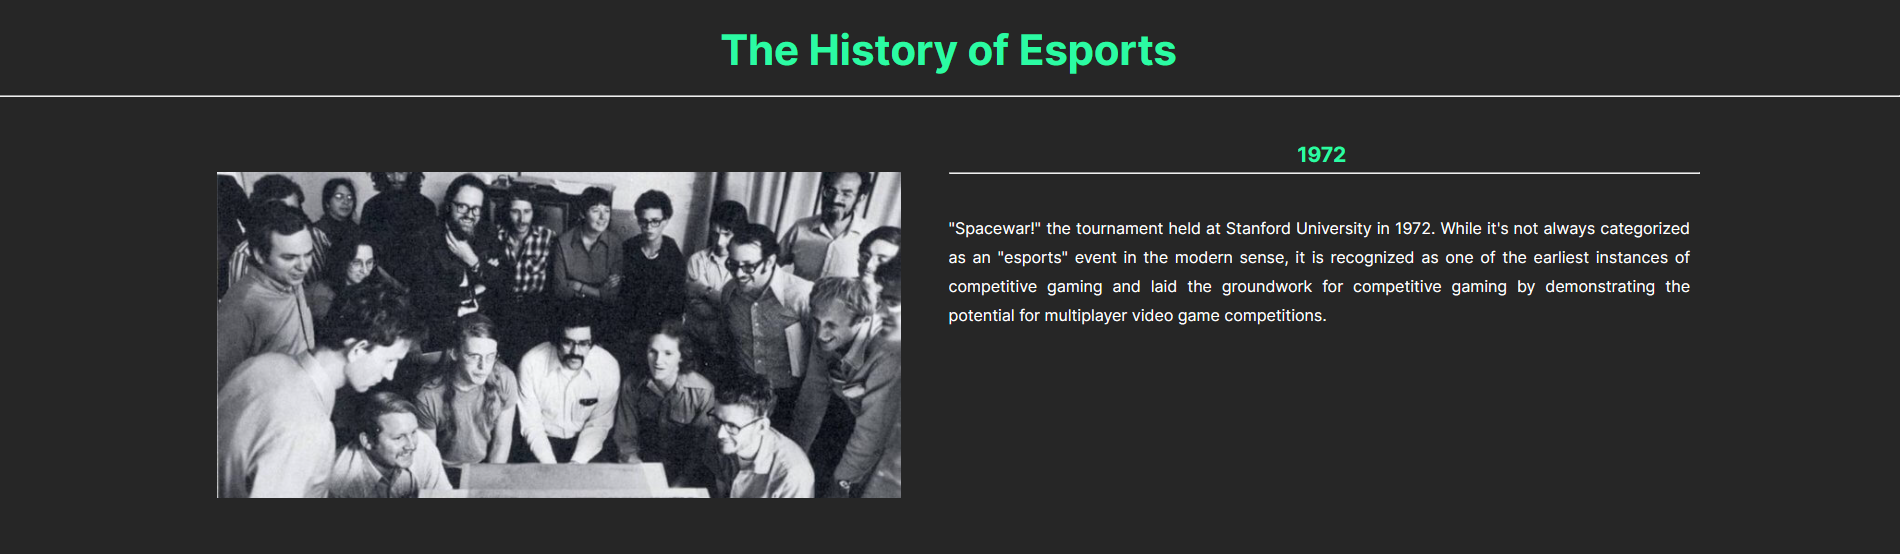 The History of Esports
1972
"Spacewar!" the tournament held at Stanford University in 1972. While it's not always categorized
as an "esports" event in the modern sense, it is recognized as one of the earliest instances of
competitive gaming and laid the groundwork for competitive gaming by demonstrating the
potential for multiplayer video game competitions.